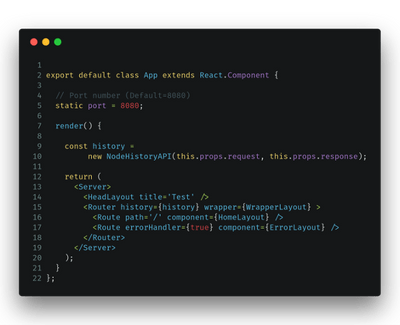 1
2 export default class App extends React.Component {
3
4 // Port number (Default=8080)
5 static port = 8080;
6
7 render() {
8
9 const history =
10 new NodeHistoryAPI(this.props.request, this.props.response);
11
12 return (
13 <Server>
14 <HeadLayout title='Test' />
15 <Router history={history} wrapper={WrapperLayout} >
16 <Route path='/' component={HomeLayout} />
17 <Route errorHandler={true} component={ErrorLayout} />
18 </Router>
19 </Server>
20 );
21 }
22 };